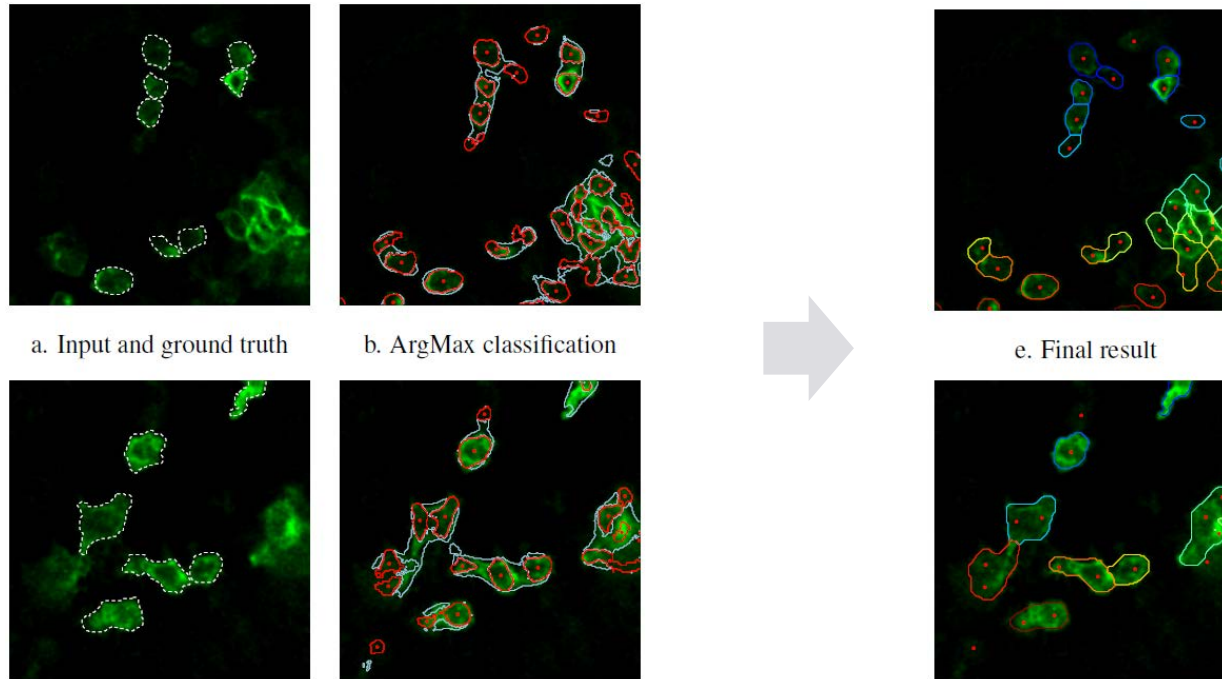 a. Input and ground truth
b. ArgMax classification
e. Final result